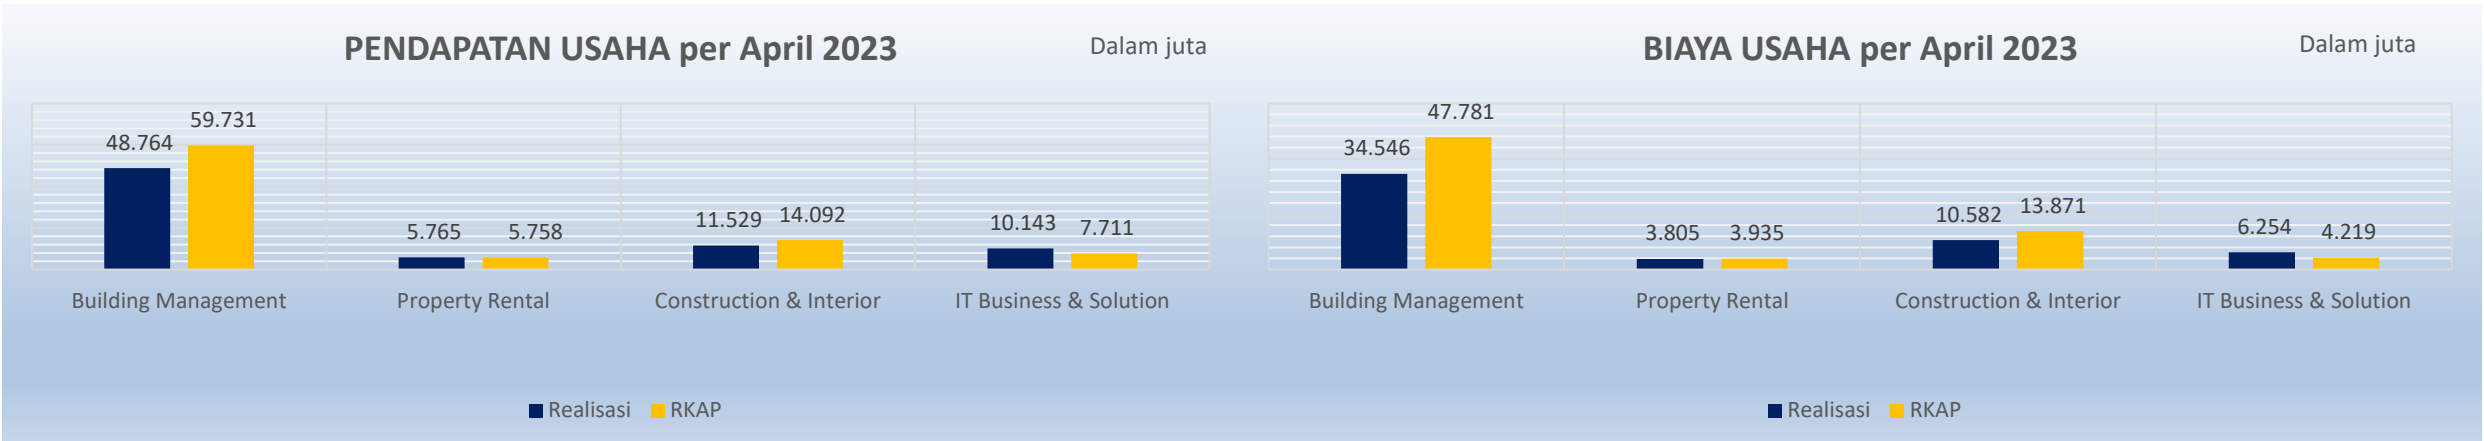 PENDAPATAN USAHA per April 2023
Dalam juta
59.731
48.764
5.765 5.758
11.529 14.092
10.143 7.711
Building Management Property Rental Construction & Interior IT Business & Solution
Realisasi RKAP
BIAYA USAHA per April 2023
Dalam juta
47.781
34.546
3.805 3.935
10.582 13.871
6.254 4.219
Building Management Property Rental Construction & Interior IT Business & Solution
Realisasi RKAP